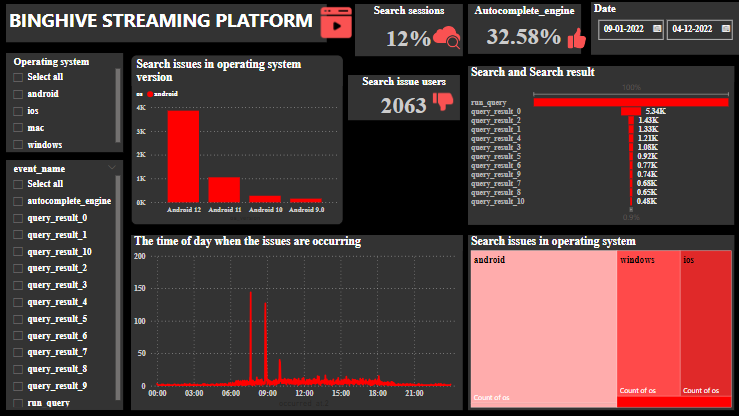 BINGHIVE STREAMING PLATFORM
Search sessions
12%
Autocomplete_engine
32.58%
Date
09-01-2022
04-12-2022
Operating system
Select all
android
ios
mac
windows
Search issues in operating system
version
os android
4K
3K
2K
1K
0K
Android 12
Android 11
Android 10
Android 9.0
Search issue users
2063
Search and Search result
100%
run_query
query_result_0 5.34K
query_result_2 1.43K
query_result_1 1.33K
query_result_4 1.21K
query_result_3 1.08K
query_result_5 0.92K
query_result_6 0.77K
query_result_9 0.74K
query_result_7 0.68K
query_result_8 0.65K
query_result_10 0.48K
0.9%
event_name
Select all
autocomplete_engine
query_result_0
query_result_1
query_result_10
query_result_2
query_result_3
query_result_4
query_result_5
query_result_6
query_result_7
query_result_8
query_result_9
run_query
The time of day when the issues are occurring
200
150
100
50
0
00:00
03:00
06:00
09:00
12:00
15:00
18:00
21:00
Search issues in operating system
android
windows
ios
Count of os
Count of os
Count of os